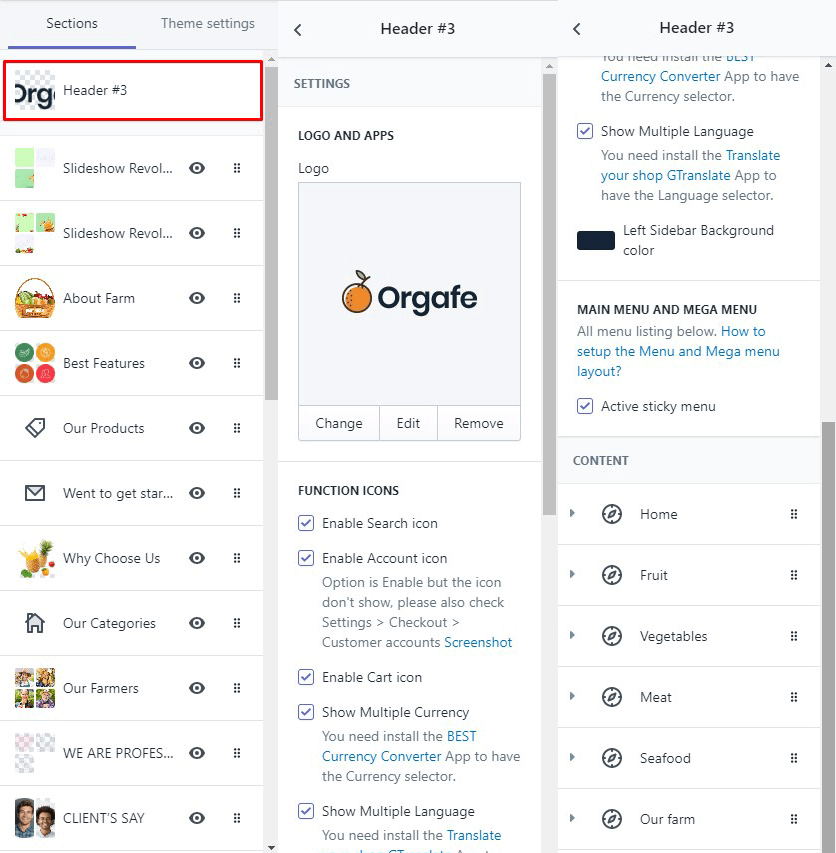 Sections
Theme settings
Org
Header #3
Slideshow Revol...
Slideshow Revol...
About Farm
Best Features
Our Products
Went to get star...
Why Choose Us
Our Categories
Our Farmers
WE ARE PROFES...
CLIENT'S SAY
Header #3
SETTINGS
LOGO AND APPS
Logo
Orgafe
Change
Edit
Remove
FUNCTION ICONS
Enable Search icon
Enable Account icon
Option is Enable but the icon
don't show, please also check
Settings > Checkout >
Customer accounts Screenshot
Enable Cart icon
Show Multiple Currency
You need install the BEST
Currency Converter App to have
the Currency selector.
Show Multiple Language
You need install the Translate
your shop GTranslate App to
Header #3
You need install the BEST
Currency Converter App to have
the Currency selector.
Show Multiple Language
You need install the Translate
your shop GTranslate App to
have the Language selector.
Left Sidebar Background
color
MAIN MENU AND MEGA MENU
All menu listing below. How to
setup the Menu and Mega menu
layout?
Active sticky menu
CONTENT
Home
Fruit
Vegetables
Meat
Seafood
Our farm